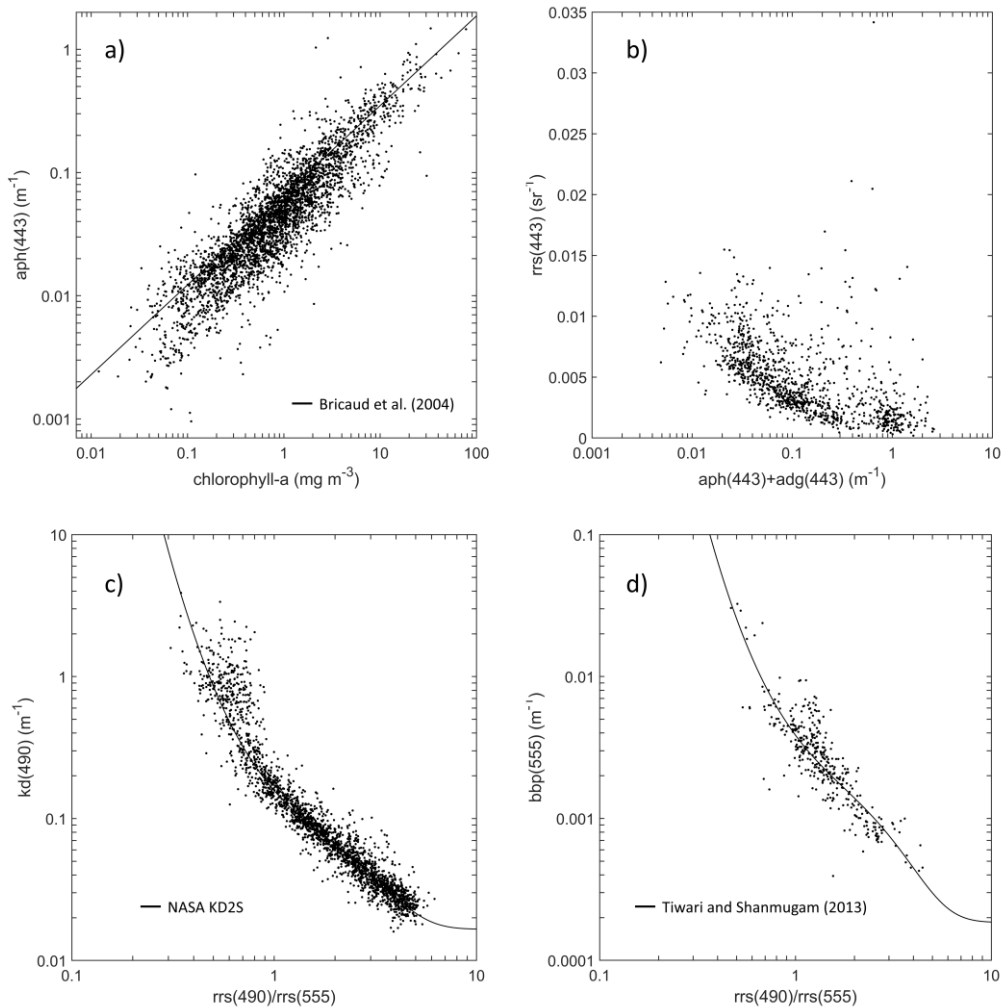 a)
1
0.1
0.01
0.001
aph(443) (m-1)
0.01
0.1
1
10
100
chlorophyll-a (mg m-3)
Bricaud et al. (2004)
b)
0.035
0.03
0.025
0.02
0.015
0.01
0.005
0
rrs(443) (sr-1)
0.001
0.01
0.1
1
10
aph(443)+adg(443) (m-1)
c)
10
1
0.1
0.01
kd(490) (m-1)
0.1
1
10
rrs(490)/rrs(555)
NASA KD2S
d)
0.1
0.01
0.001
0.0001
bbp(555) (m-1)
0.1
1
10
rrs(490)/rrs(555)
Tiwari and Shanmugam (2013)